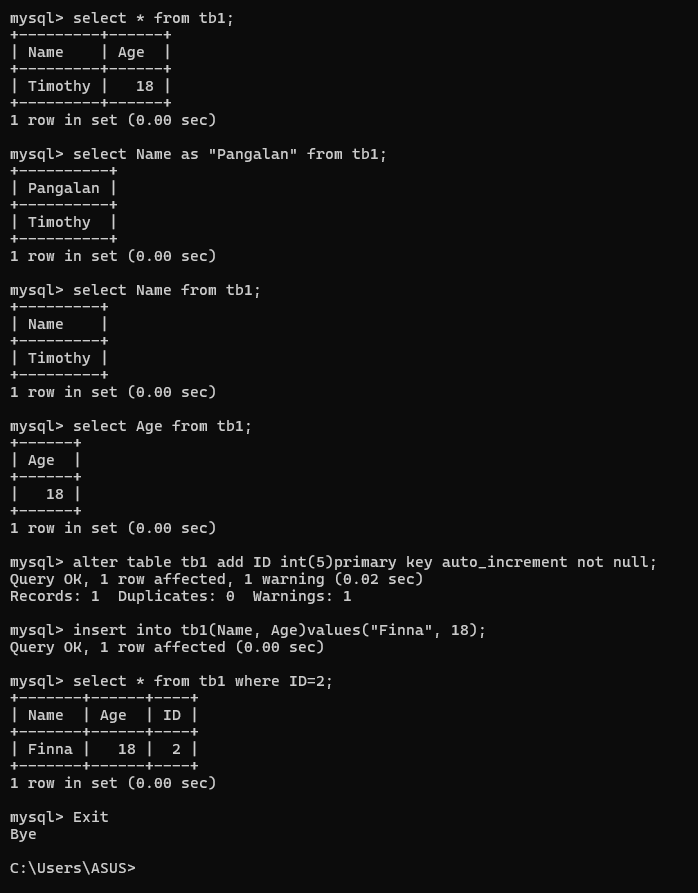 mysql> select * from tb1;
+---------+------+
| Name    | Age  |
+---------+------+
| Timothy |   18 |
+---------+------+
1 row in set (0.00 sec)

mysql> select Name as "Pangalan" from tb1;
+----------+
| Pangalan |
+----------+
| Timothy  |
+----------+
1 row in set (0.00 sec)

mysql> select Name from tb1;
+---------+
| Name    |
+---------+
| Timothy |
+---------+
1 row in set (0.00 sec)

mysql> select Age from tb1;
+------+
| Age  |
+------+
|   18 |
+------+
1 row in set (0.00 sec)

mysql> alter table tb1 add ID int(5)primary key auto_increment not null;
Query OK, 1 row affected, 1 warning (0.02 sec)
Records: 1  Duplicates: 0  Warnings: 1

mysql> insert into tb1(Name, Age)values("Finna", 18);
Query OK, 1 row affected (0.00 sec)

mysql> select * from tb1 where ID=2;
+-------+------+----+
| Name  | Age  | ID |
+-------+------+----+
| Finna |   18 |  2 |
+-------+------+----+
1 row in set (0.00 sec)

mysql> Exit
Bye

C:\Users\ASUS>